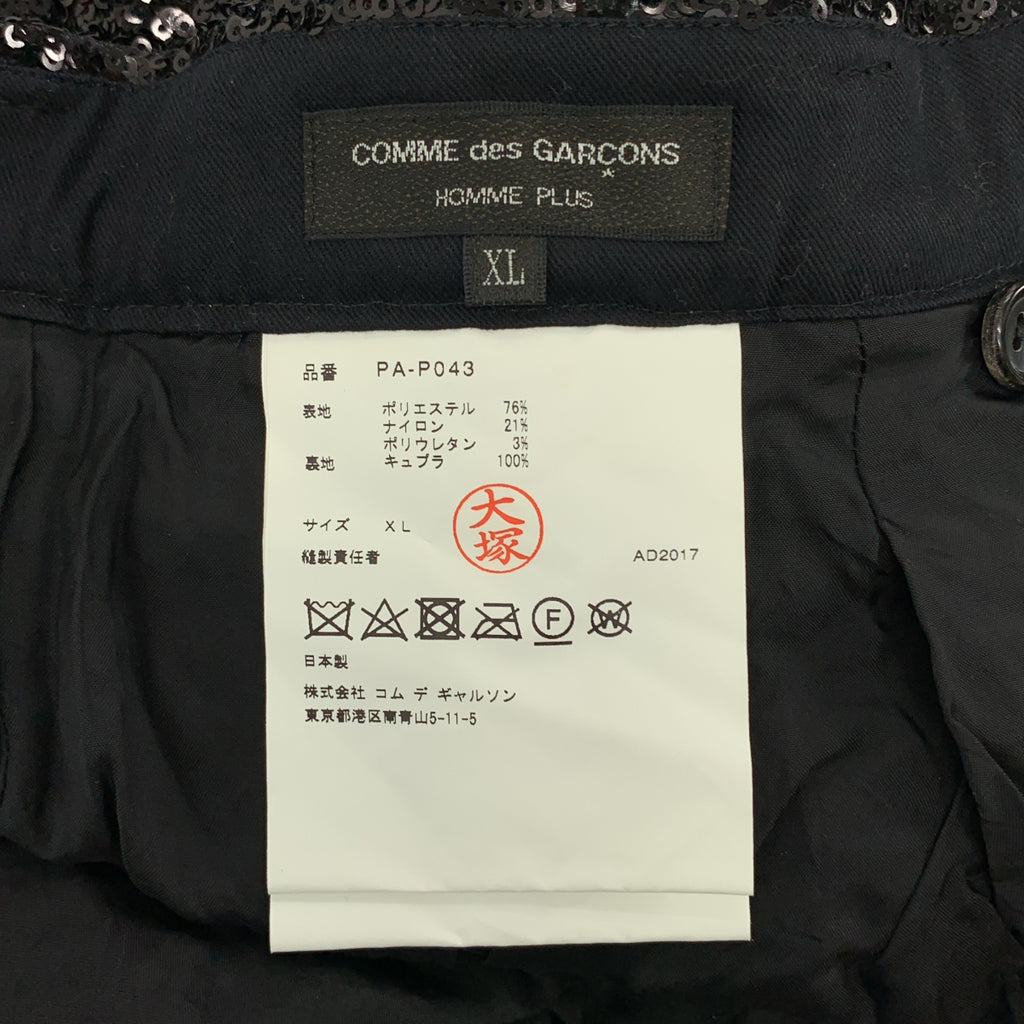 COMME des GARÇONS
HOMME PLUS
XL
品番 PA-P043
表地 ポリエステル 76%
ナイロン 21%
ポリウレタン 3%
裏地 キュプラ 100%
大塚
サイズ XL
縫製責任者 AD2017
F W
日本製
株式会社 コム デ ギャルソン
東京都港区南青山5-11-5